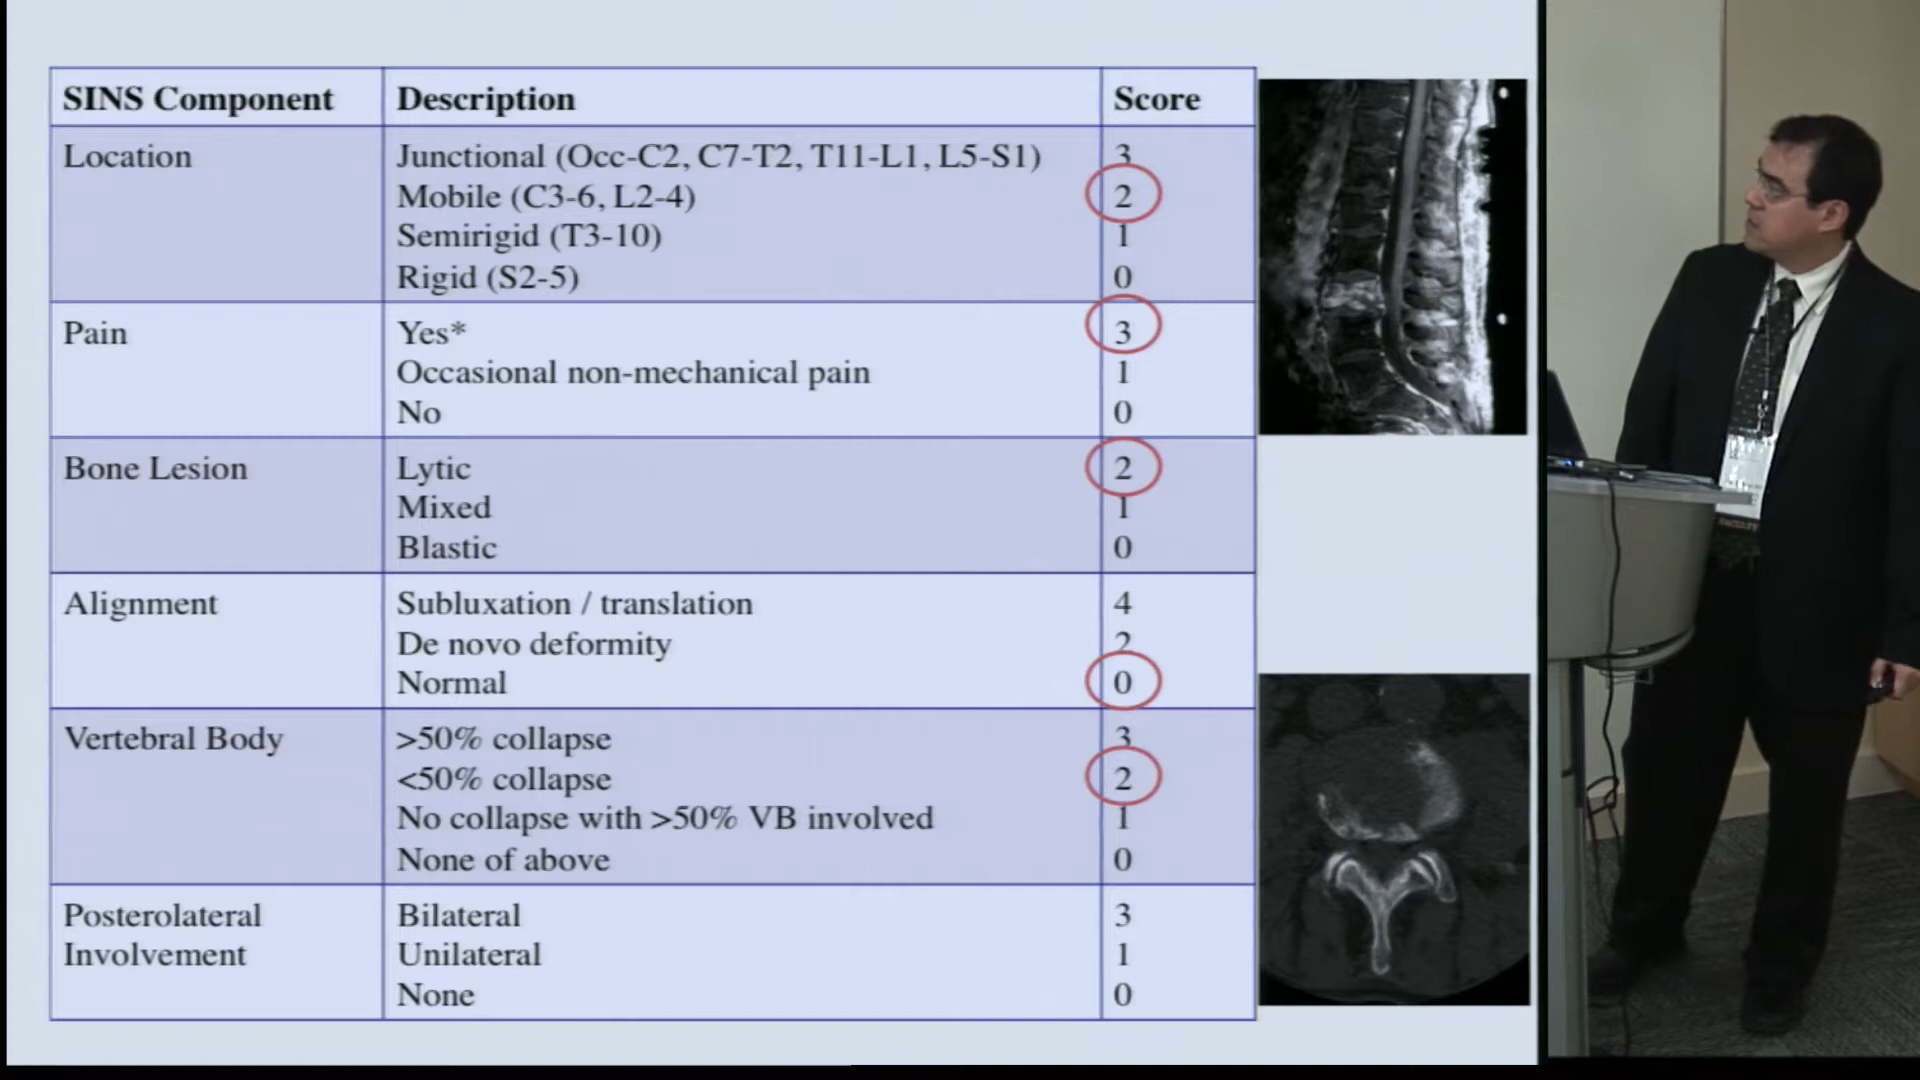 SINS Component Description Score
Location Junctional (Occ-C2, C7-T2, T11-L1, L5-S1) 3
Mobile (C3-6, L2-4) 2
Semirigid (T3-10) 1
Rigid (S2-5) 0
Pain Yes* 3
Occasional non-mechanical pain 1
No 0
Bone Lesion Lytic 2
Mixed 1
Blastic 0
Alignment Subluxation / translation 4
De novo deformity 2
Normal 0
Vertebral Body >50% collapse 3
<50% collapse 2
No collapse with >50% VB involved 1
None of above 0
Posterolateral Bilateral 3
Involvement Unilateral 1
None 0
FACULTY